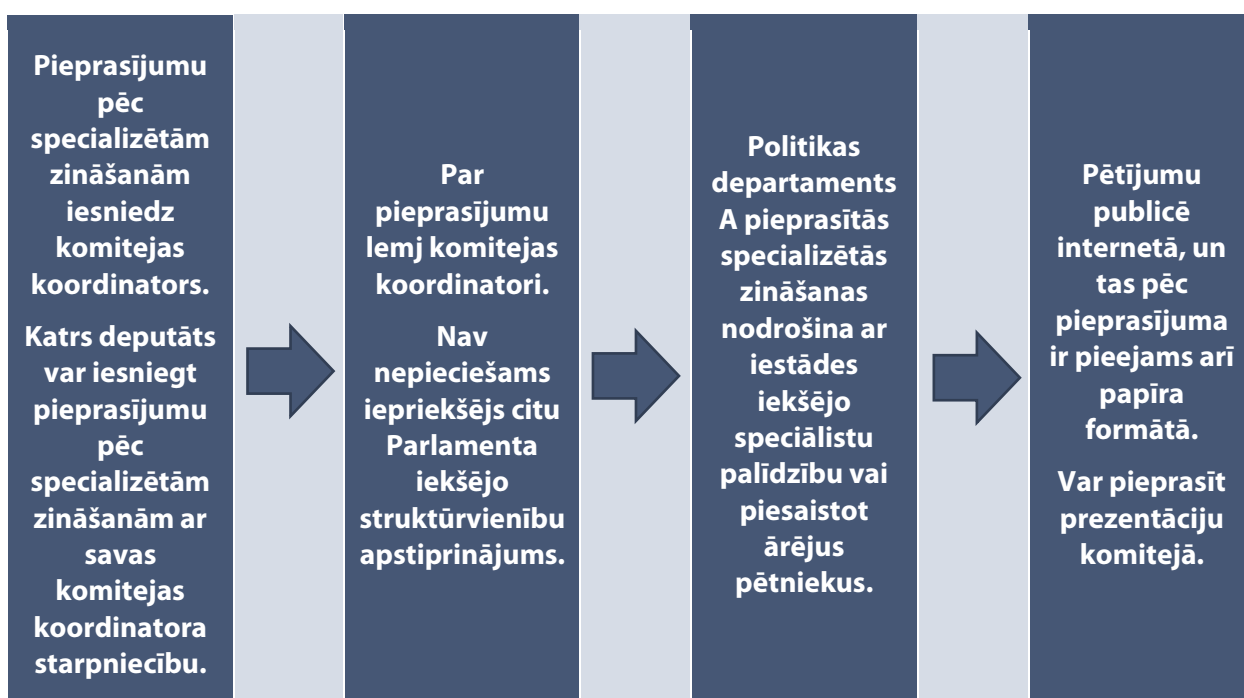 Pieprasījumu
pēc
specializētām
zināšanām
iesniedz
komitejas
koordinators.
Katrs deputāts
var iesniegt
pieprasījumu
pēc
specializētām
zināšanām ar
savas
komitejas
koordinatora
starpniecību.
Par
pieprasījumu
lemj komitejas
koordinatori.
Nav
nepieciešams
iepriekšējs citu
Parlamenta
iekšējo
struktūrvienību
apstiprinājums.
Politikas
departaments
A pieprasītās
specializētās
zināšanas
nodrošina ar
iestādes
iekšējo
speciālistu
palīdzību vai
piesaistot
ārējus
pētniekus.
Pētījumu
publicē
internetā, un
tas pēc
pieprasījuma
ir pieejams arī
papīra
formātā.
Var pieprasīt
prezentāciju
komitejā.